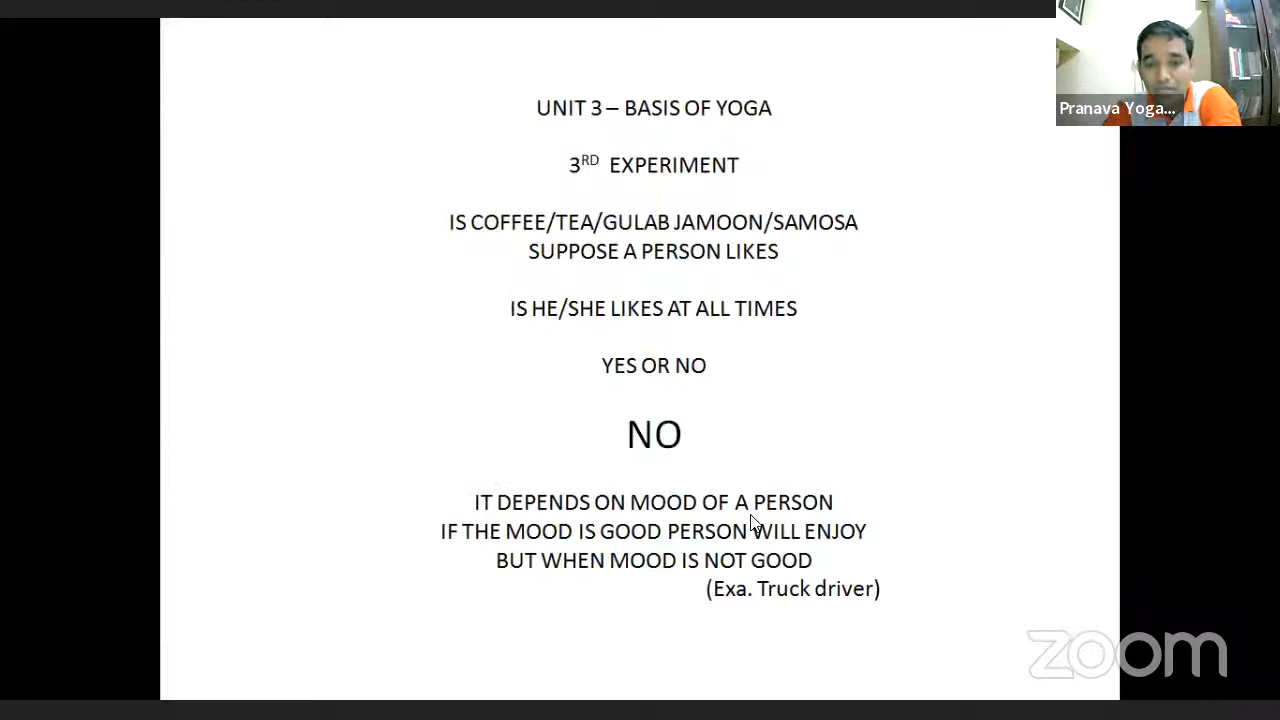 UNIT 3 – BASIS OF YOGA
3RD EXPERIMENT
IS COFFEE/TEA/GULAB JAMOON/SAMOSA
SUPPOSE A PERSON LIKES
IS HE/SHE LIKES AT ALL TIMES
YES OR NO
NO
IT DEPENDS ON MOOD OF A PERSON
IF THE MOOD IS GOOD PERSON WILL ENJOY
BUT WHEN MOOD IS NOT GOOD
(Exa. Truck driver)
Pranava Yoga...
zoom